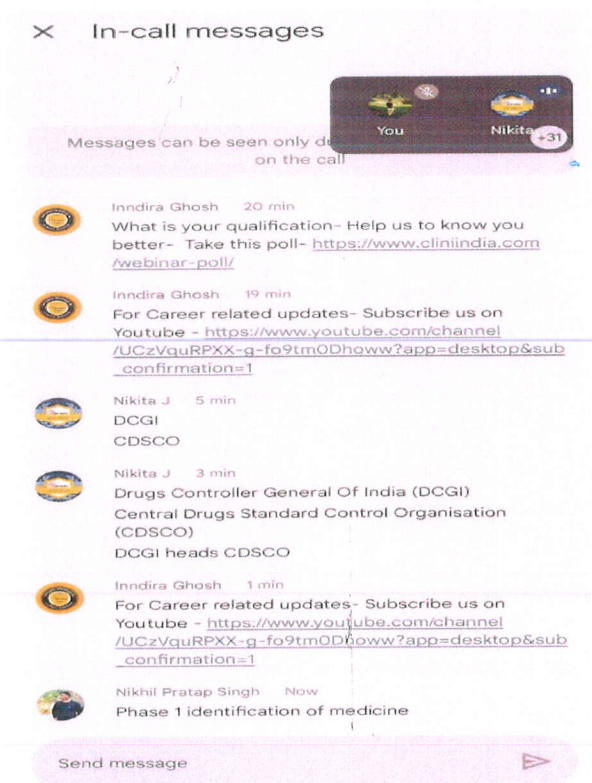 In-call messages
You
Nikita
+31
Messages can be seen only du
on the call
Inndira Ghosh 20 min
What is your qualification- Help us to know you
better- Take this poll- https://www.cliniindia.com
/webinar-poll/
Inndira Ghosh 19 min
For Career related updates- Subscribe us on
Youtube - https://www.youtube.com/channel
/UCzVquRPXX-g-fo9tm0Dhoww?app=desktop&sub
_confirmation=1
Nikita J 5 min
DCGI
CDSCO
Nikita J 3 min
Drugs Controller General Of India (DCGI)
Central Drugs Standard Control Organisation
(CDSCO)
DCGI heads CDSCO
Inndira Ghosh 1 min
For Career related updates- Subscribe us on
Youtube - https://www.youtube.com/channel
/UCzVquRPXX-g-fo9tm0Dhoww?app=desktop&sub
_confirmation=1
Nikhil Pratap Singh Now
Phase 1 identification of medicine
Send message